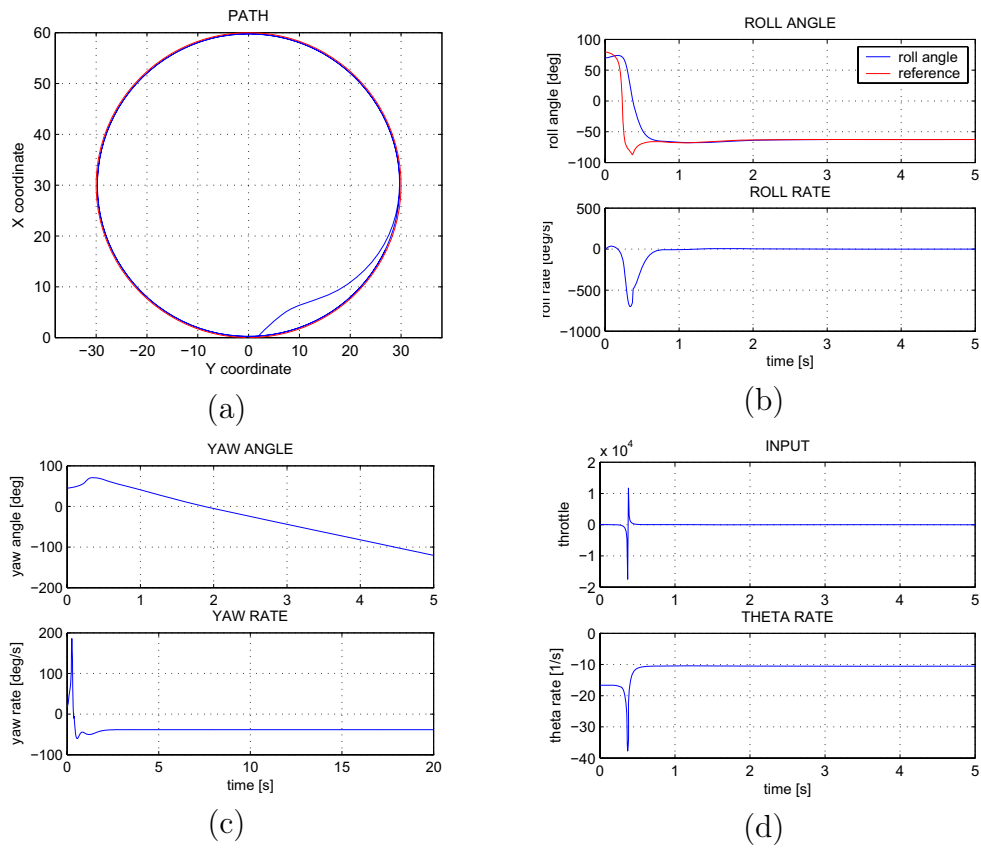 PATH
60
50
40
30
20
10
0
X coordinate
−30 −20 −10 0 10 20 30
Y coordinate
(a)
ROLL ANGLE
100
50
0
−50
−100
roll angle [deg]
roll angle
reference
0 1 2 3 4 5
ROLL RATE
500
0
−500
−1000
roll rate [deg/s]
0 1 2 3 4 5
time [s]
(b)
YAW ANGLE
100
0
−100
−200
yaw angle [deg]
0 1 2 3 4 5
YAW RATE
200
100
0
−100
yaw rate [deg/s]
0 5 10 15 20
time [s]
(c)
INPUT
x 10^4
2
1
0
−1
−2
throttle
0 1 2 3 4 5
THETA RATE
0
−10
−20
−30
−40
theta rate [1/s]
0 1 2 3 4 5
time [s]
(d)